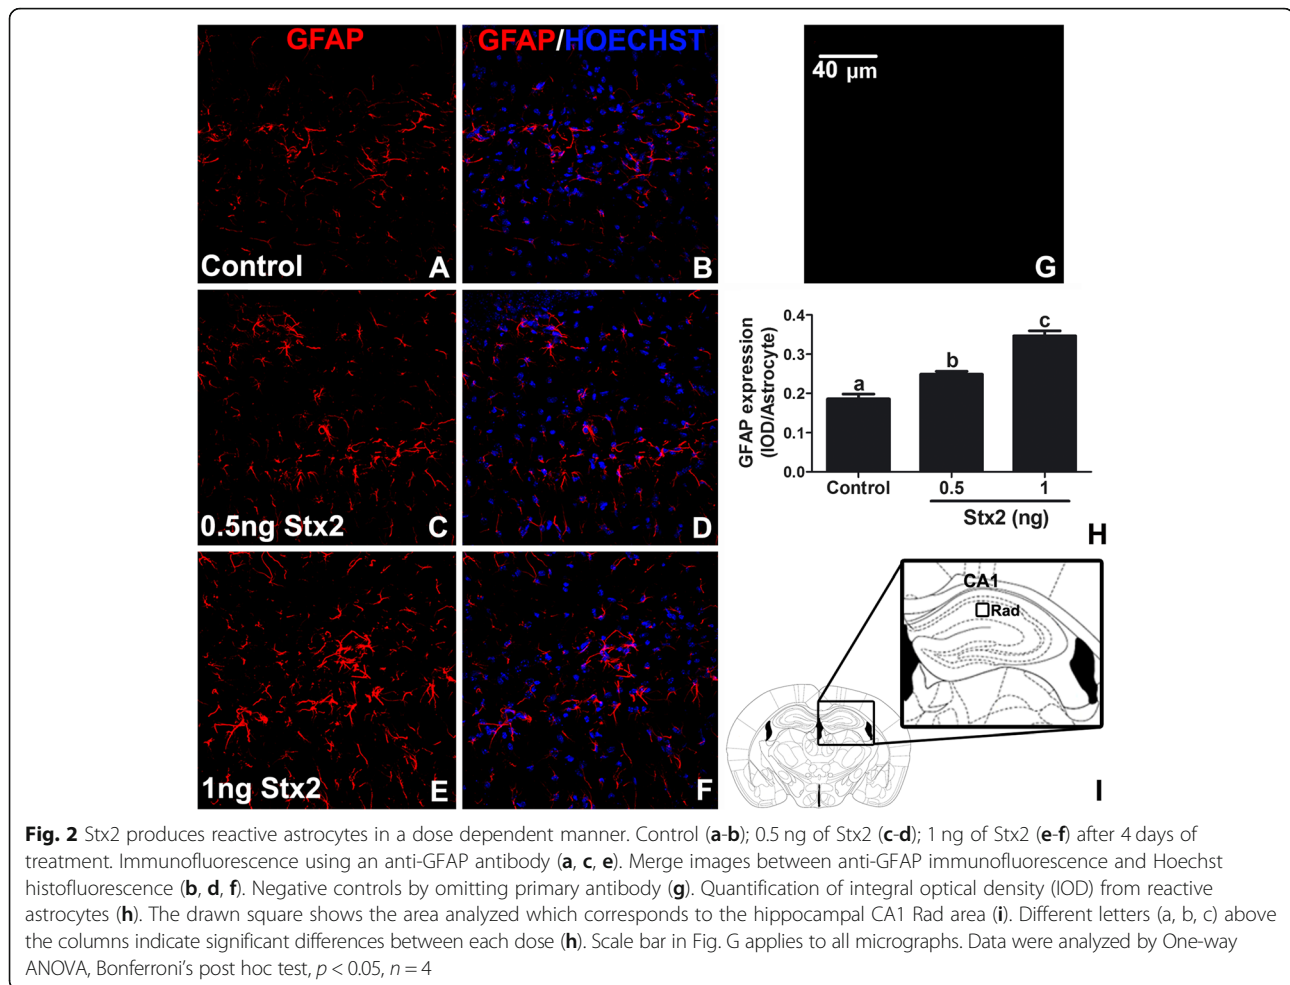 GFAP
GFAP/HOECHST
40 µm
Control
A
B
G
0.5ng Stx2
C
D
GFAP expression
(IOD/Astrocyte)
0.4
0.3
0.2
0.1
0.0
a
b
c
Control
0.5
1
Stx2 (ng)
H
1ng Stx2
E
F
CA1
Rad
I
Fig. 2 Stx2 produces reactive astrocytes in a dose dependent manner. Control (a-b); 0.5 ng of Stx2 (c-d); 1 ng of Stx2 (e-f) after 4 days of
treatment. Immunofluorescence using an anti-GFAP antibody (a, c, e). Merge images between anti-GFAP immunofluorescence and Hoechst
histofluorescence (b, d, f). Negative controls by omitting primary antibody (g). Quantification of integral optical density (IOD) from reactive
astrocytes (h). The drawn square shows the area analyzed which corresponds to the hippocampal CA1 Rad area (i). Different letters (a, b, c) above
the columns indicate significant differences between each dose (h). Scale bar in Fig. G applies to all micrographs. Data were analyzed by One-way
ANOVA, Bonferroni's post hoc test, p < 0.05, n = 4